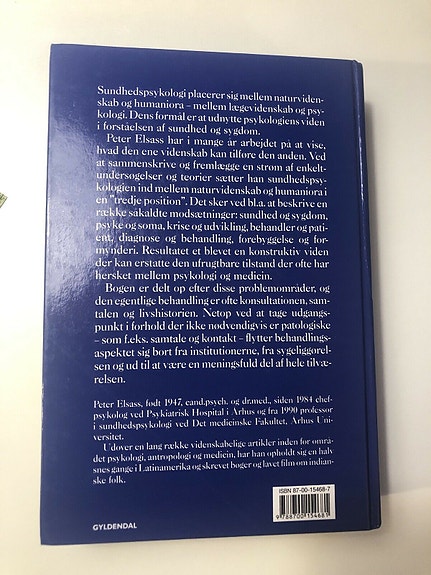 Sundhedspsykologi placerer sig mellem naturviden-
skab og humaniora – mellem lægevidenskab og psy-
kologi. Dens formål er at udnytte psykologiens viden
i forståelsen af sundhed og sygdom.
Peter Elsass har i mange år arbejdet på at vise,
hvad den ene videnskab kan tilføre den anden. Ved
at sammenskrive og fremlægge en strøm af enkelt-
undersøgelser og teorier sætter han sundhedspsy-
kologien ind mellem naturvidenskab og humaniora i
en "tredje position". Det sker ved bl.a. at beskrive en
række såkaldte modsætninger: sundhed og sygdom,
psyke og soma, krise og udvikling, behandler og pati-
ent, diagnose og behandling, forebyggelse og for-
mynderi. Resultatet er blevet en konstruktiv viden
der kan erstatte den ufrugtbare tilstand der ofte har
hersket mellem psykologi og medicin.
Bogen er delt op efter disse problemområder, og
den egentlige behandling er ofte konsultationen, sam-
talen og livshistorien. Netop ved at tage udgangs-
punkt i forhold der ikke nødvendigvis er patologiske
– som f.eks. samtale og kontakt – flytter behandlings-
aspektet sig bort fra institutionerne, fra sygeliggørel-
sen og ud til at være en meningsfuld del af hele tilvæ-
relsen.
Peter Elsass, født 1947, cand.psych. og dr.med., siden 1984 chef-
psykolog ved Psykiatrisk Hospital i Århus og fra 1990 professor
i sundhedspsykologi ved Det medicinske Fakultet, Århus Uni-
versitet.
Udover en lang række videnskabelige artikler inden for områ-
det psykologi, antropologi og medicin, har han opholdt sig en halv
snes gange i Latinamerika og skrevet bøger og lavet film om indian-
ske folk.
ISBN 87-00-15468-7
9 788700 154681
GYLDENDAL